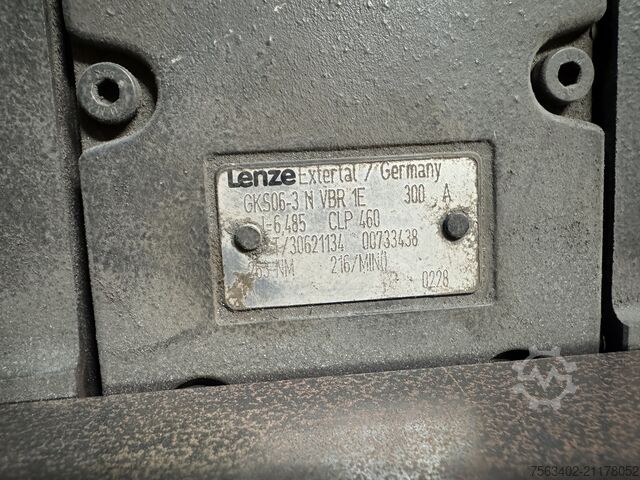 Lenze Extertal / Germany
GKS06-3 N VBR 1E 300 A
I-6,485 CLP 460
/30621134 00733438
NM 216/MIN
0228
7563402-21178052